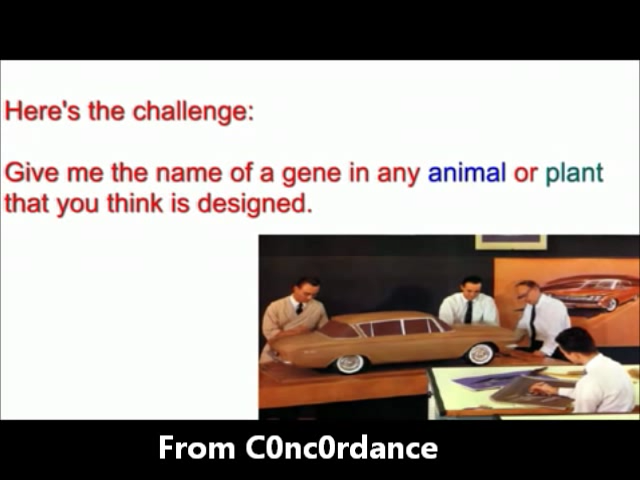 Here's the challenge:
Give me the name of a gene in any animal or plant
that you think is designed.
From C0nc0rdance